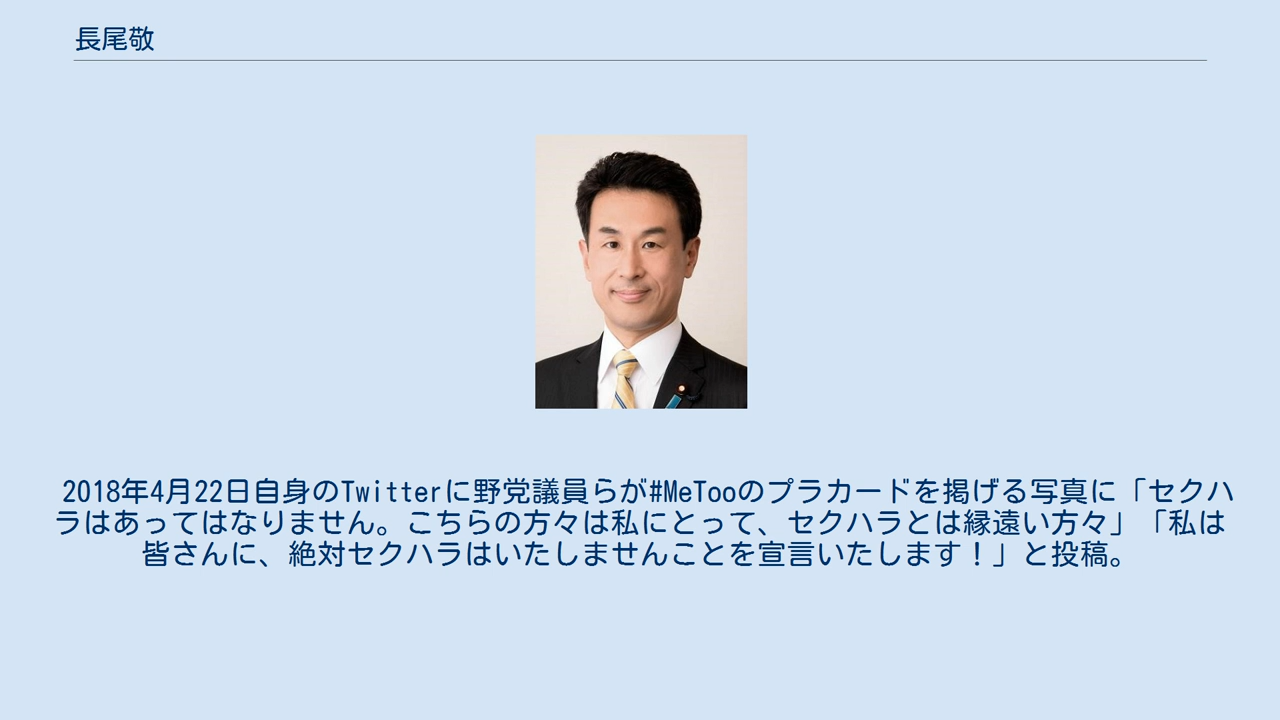 長尾敬
2018年4月22日自身のTwitterに野党議員らが#MeTooのプラカードを掲げる写真に「セクハ
ラはあってはなりません。こちらの方々は私にとって、セクハラとは縁遠い方々」「私は
皆さんに、絶対セクハラはいたしませんことを宣言いたします！」と投稿。